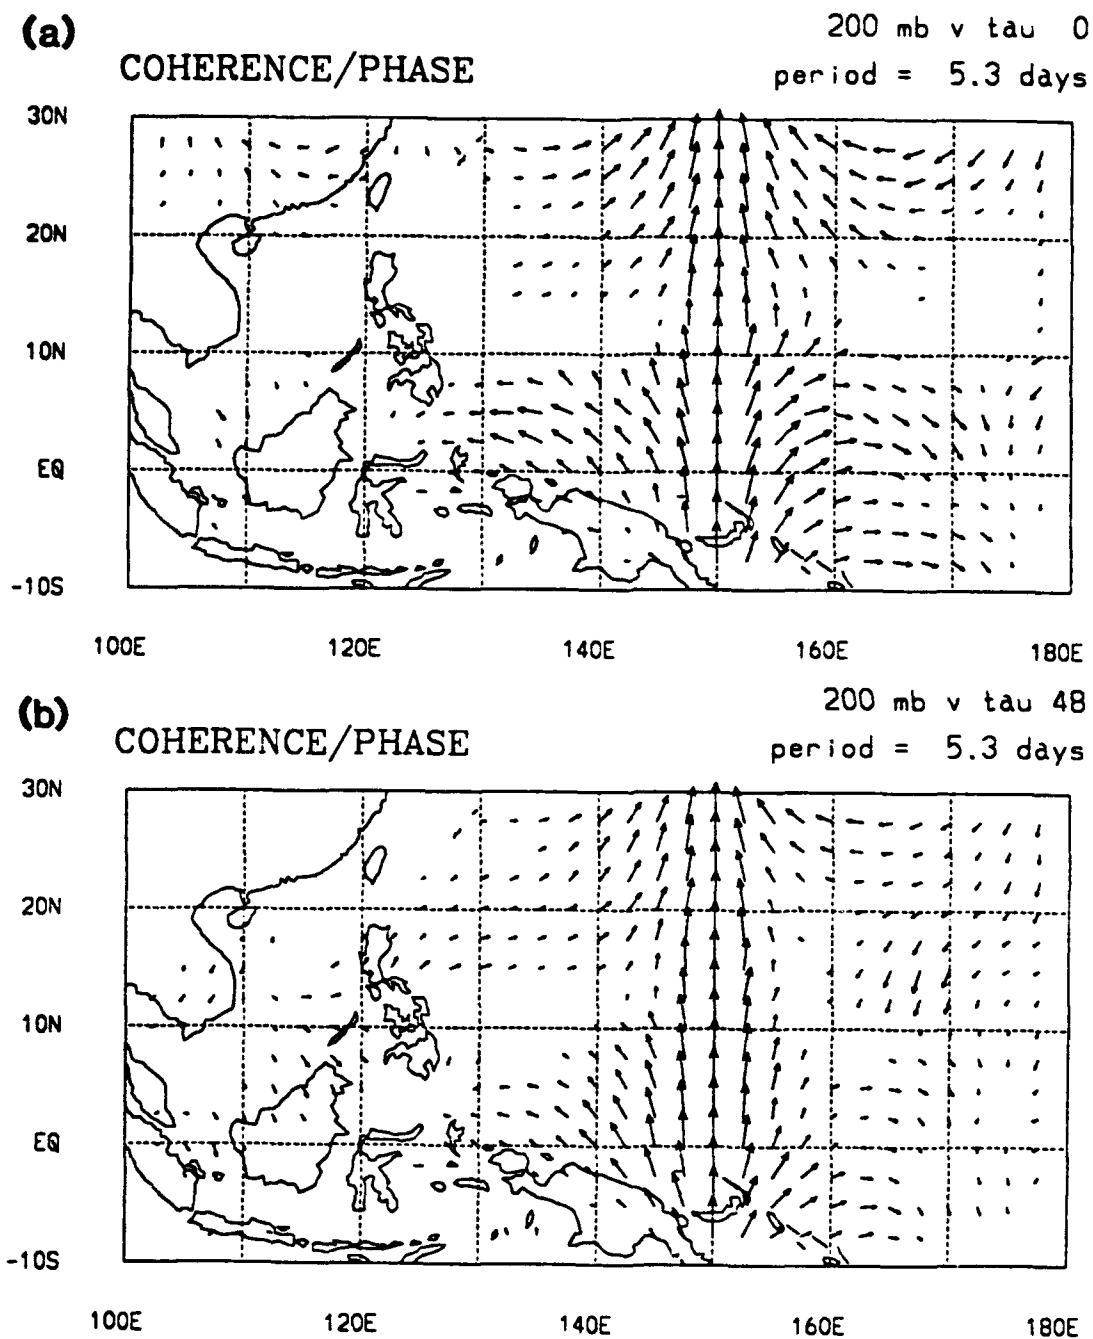 (a)
200 mb v tau 0
COHERENCE/PHASE
period = 5.3 days
30N
20N
10N
EQ
-10S
100E 120E 140E 160E 180E
(b)
200 mb v tau 48
COHERENCE/PHASE
period = 5.3 days
30N
20N
10N
EQ
-10S
100E 120E 140E 160E 180E